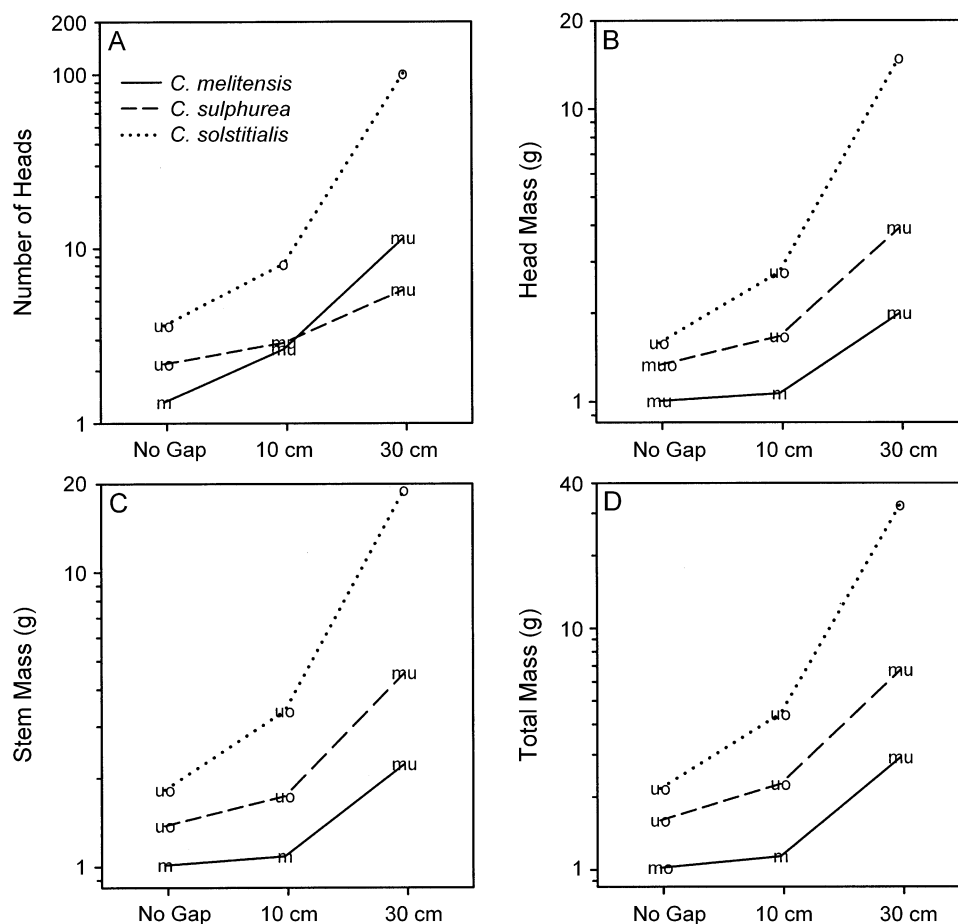 A
200
100
10
1
Number of Heads
C. melitensis
C. sulphurea
C. solstitialis
o
mu
mu
o
uo
uo
mu
m
No Gap 10 cm 30 cm
B
20
10
1
Head Mass (g)
o
mu
mu
uo
uo
m
uo
muo
mu
No Gap 10 cm 30 cm
C
20
10
1
Stem Mass (g)
o
mu
mu
uo
uo
m
uo
uo
m
No Gap 10 cm 30 cm
D
40
10
1
Total Mass (g)
o
mu
mu
uo
uo
m
uo
uo
mo
No Gap 10 cm 30 cm